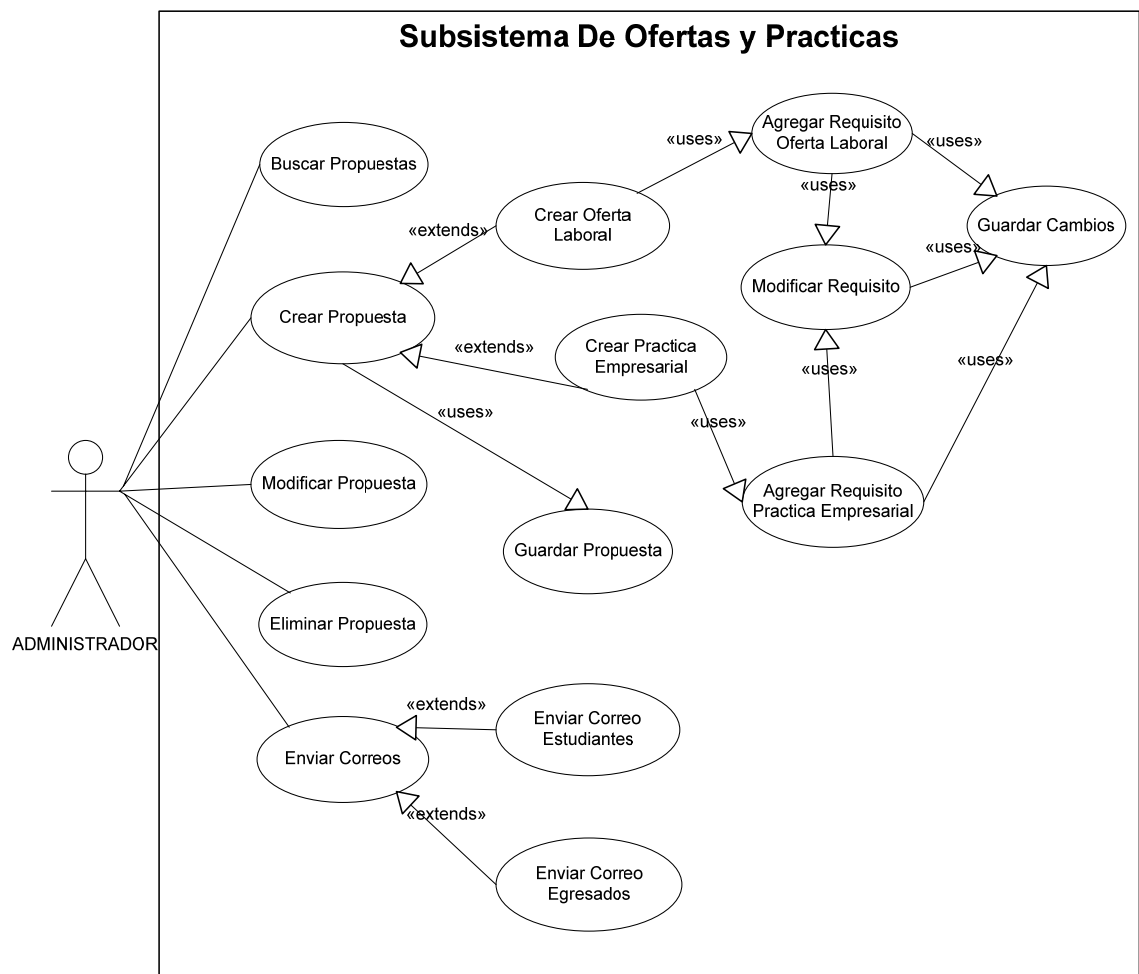 Subsistema De Ofertas y Practicas
Agregar Requisito
Oferta Laboral
«uses»
«uses»
«uses»
Buscar Propuestas
Crear Oferta
Laboral
Guardar Cambios
«extends»
«uses»
Modificar Requisito
Crear Propuesta
«extends»
Crear Practica
Empresarial
«uses»
«uses»
«uses»
«uses»
Modificar Propuesta
Agregar Requisito
Practica Empresarial
Guardar Propuesta
Eliminar Propuesta
ADMINISTRADOR
«extends»
Enviar Correo
Estudiantes
Enviar Correos
«extends»
Enviar Correo
Egresados